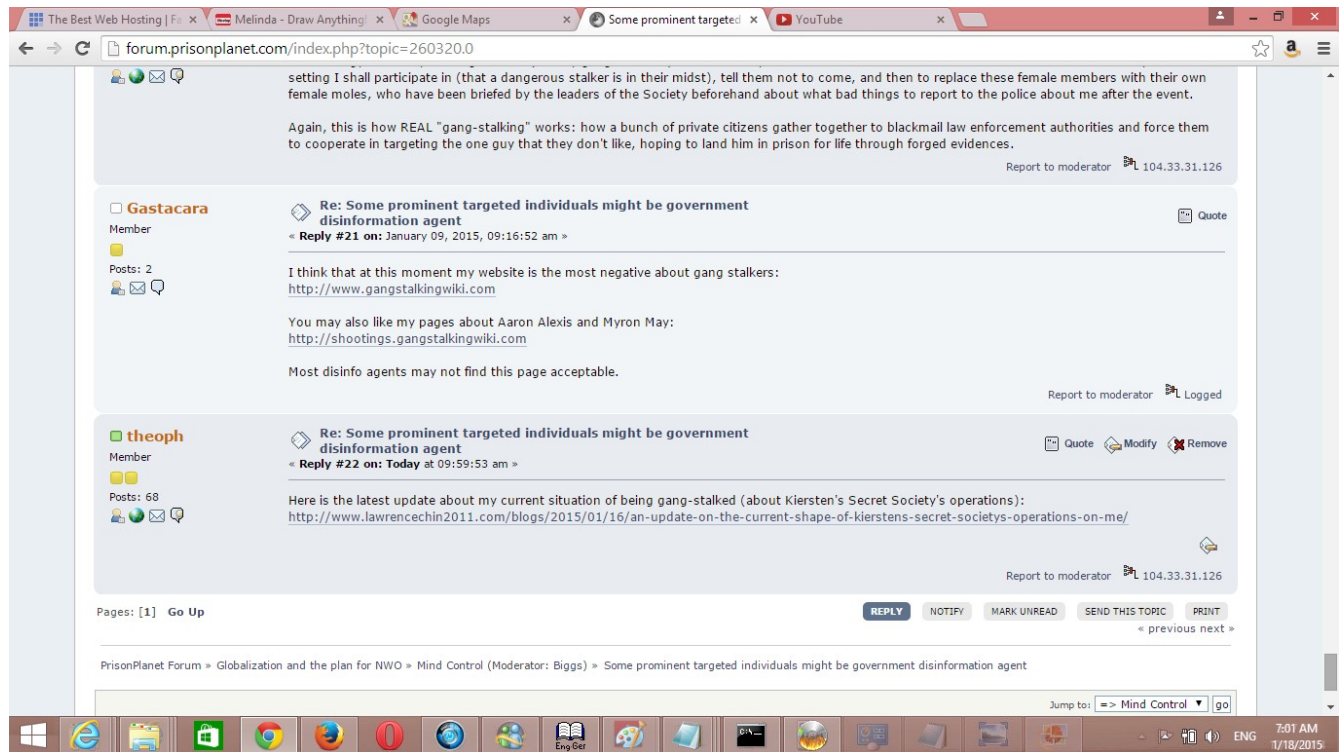 The Best Web Hosting | Fa
Melinda - Draw Anything!
Google Maps
Some prominent targeted
YouTube
forum.prisonplanet.com/index.php?topic=260320.0
setting I shall participate in (that a dangerous stalker is in their midst), tell them not to come, and then to replace these female members with their own
female moles, who have been briefed by the leaders of the Society beforehand about what bad things to report to the police about me after the event.
Again, this is how REAL "gang-stalking" works: how a bunch of private citizens gather together to blackmail law enforcement authorities and force them
to cooperate in targeting the one guy that they don't like, hoping to land him in prison for life through forged evidences.
Report to moderator 104.33.31.126
Gastacara
Member
Posts: 2
Re: Some prominent targeted individuals might be government
disinformation agent
« Reply #21 on: January 09, 2015, 09:16:52 am »
Quote
I think that at this moment my website is the most negative about gang stalkers:
http://www.gangstalkingwiki.com
You may also like my pages about Aaron Alexis and Myron May:
http://shootings.gangstalkingwiki.com
Most disinfo agents may not find this page acceptable.
Report to moderator Logged
theoph
Member
Posts: 68
Re: Some prominent targeted individuals might be government
disinformation agent
« Reply #22 on: Today at 09:59:53 am »
Quote Modify Remove
Here is the latest update about my current situation of being gang-stalked (about Kiersten's Secret Society's operations):
http://www.lawrencechin2011.com/blogs/2015/01/16/an-update-on-the-current-shape-of-kierstens-secret-societys-operations-on-me/
Report to moderator 104.33.31.126
Pages: [1] Go Up
REPLY NOTIFY MARK UNREAD SEND THIS TOPIC PRINT
« previous next »
PrisonPlanet Forum » Globalization and the plan for NWO » Mind Control (Moderator: Biggs) » Some prominent targeted individuals might be government disinformation agent
Jump to: => Mind Control go
Eng-Ger
ENG
7:01 AM
1/18/2015